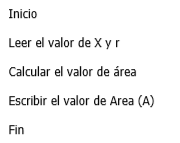 Inicio
Leer el valor de X y r
Calcular el valor de área
Escribir el valor de Area (A)
Fin